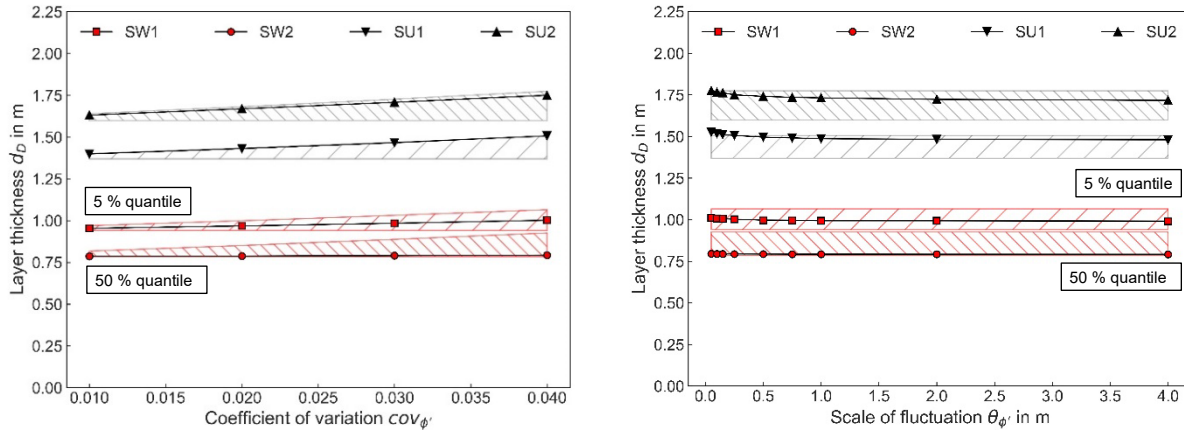 2.25
SW1 SW2 SU1 SU2
2.00
1.75
1.50
1.25
1.00
0.75
0.50
0.25
0.00
Layer thickness d_D in m
5 % quantile
50 % quantile
0.010 0.015 0.020 0.025 0.030 0.035 0.040
Coefficient of variation cov_ϕ′
2.25
SW1 SW2 SU1 SU2
2.00
1.75
1.50
1.25
1.00
0.75
0.50
0.25
0.00
Layer thickness d_D in m
5 % quantile
50 % quantile
0.0 0.5 1.0 1.5 2.0 2.5 3.0 3.5 4.0
Scale of fluctuation θ_ϕ′ in m